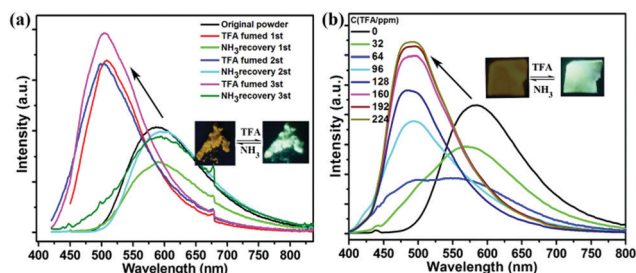 (a)
Original powder
TFA fumed 1st
NH3recovery 1st
TFA fumed 2st
NH3recovery 2st
TFA fumed 3st
NH3recovery 3st
TFA
NH3
Intensity (a.u.)
400 450 500 550 600 650 700 750 800
Wavelength (nm)
(b)
C(TFA/ppm)
0
32
64
96
128
160
192
224
TFA
NH3
Intensity (a.u.)
400 450 500 550 600 650 700 750 800
Wavelength (nm)